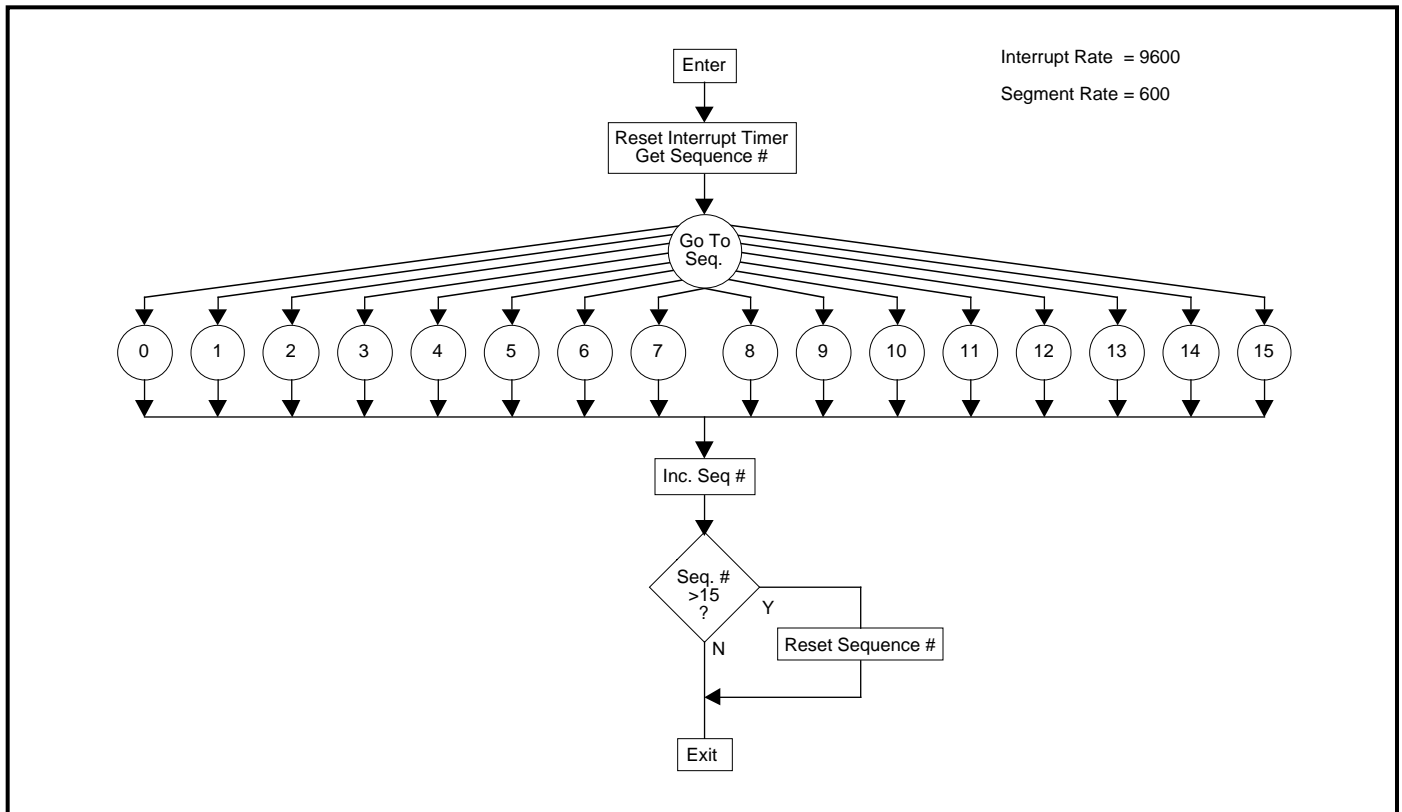 Enter
Interrupt Rate = 9600
Segment Rate = 600
Reset Interrupt Timer
Get Sequence #
Go To
Seq.
0 1 2 3 4 5 6 7 8 9 10 11 12 13 14 15
Inc. Seq #
Seq. #
>15
?
Y
N
Reset Sequence #
Exit